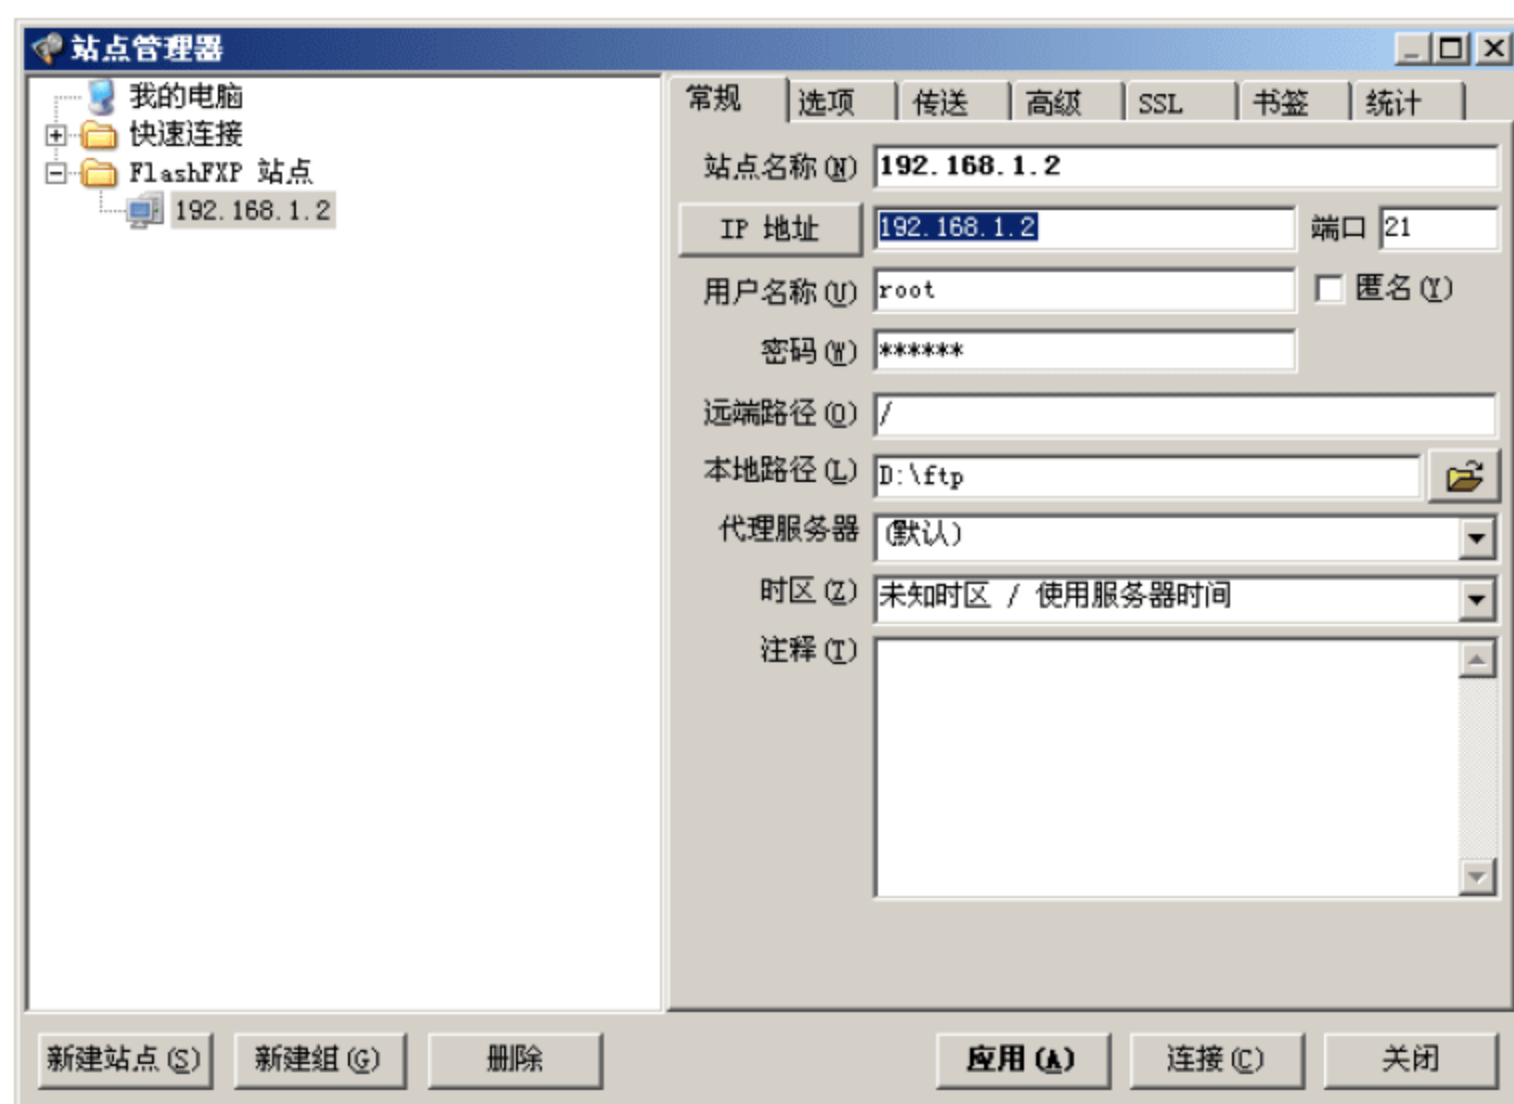 站点管理器
我的电脑
快速连接
FlashFXP 站点
192.168.1.2
常规 选项 传送 高级 SSL 书签 统计
站点名称(N) 192.168.1.2
IP 地址 192.168.1.2 端口 21
用户名称(U) root 匿名(Y)
密码(W) ******
远端路径(O) /
本地路径(L) D:\ftp
代理服务器 (默认)
时区(Z) 未知时区 / 使用服务器时间
注释(T)
新建站点(S) 新建组(G) 删除 应用(A) 连接(C) 关闭